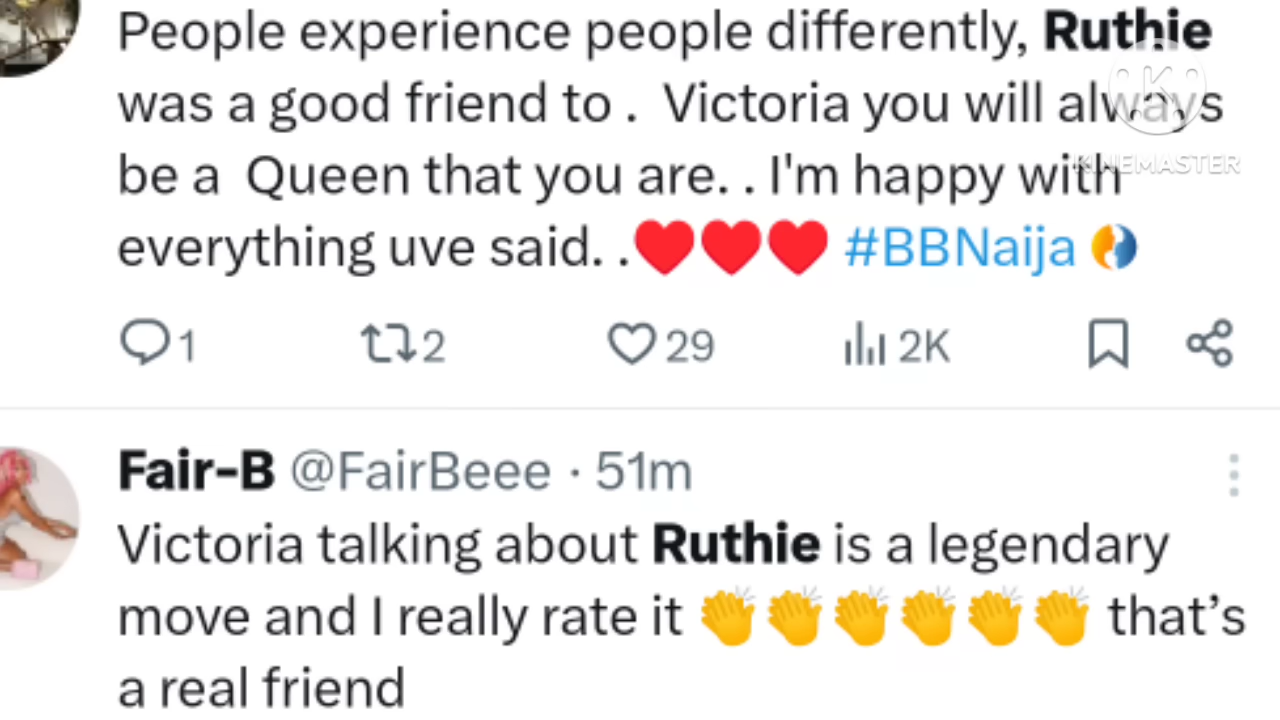 People experience people differently, Ruthie
was a good friend to .  Victoria you will always
be a  Queen that you are. . I'm happy with
everything uve said. .❤️❤️❤️ #BBNaija
1 2 29 2K
KINEMASTER
Fair-B @FairBeee · 51m
Victoria talking about Ruthie is a legendary
move and I really rate it 👏👏👏👏👏👏 that’s
a real friend